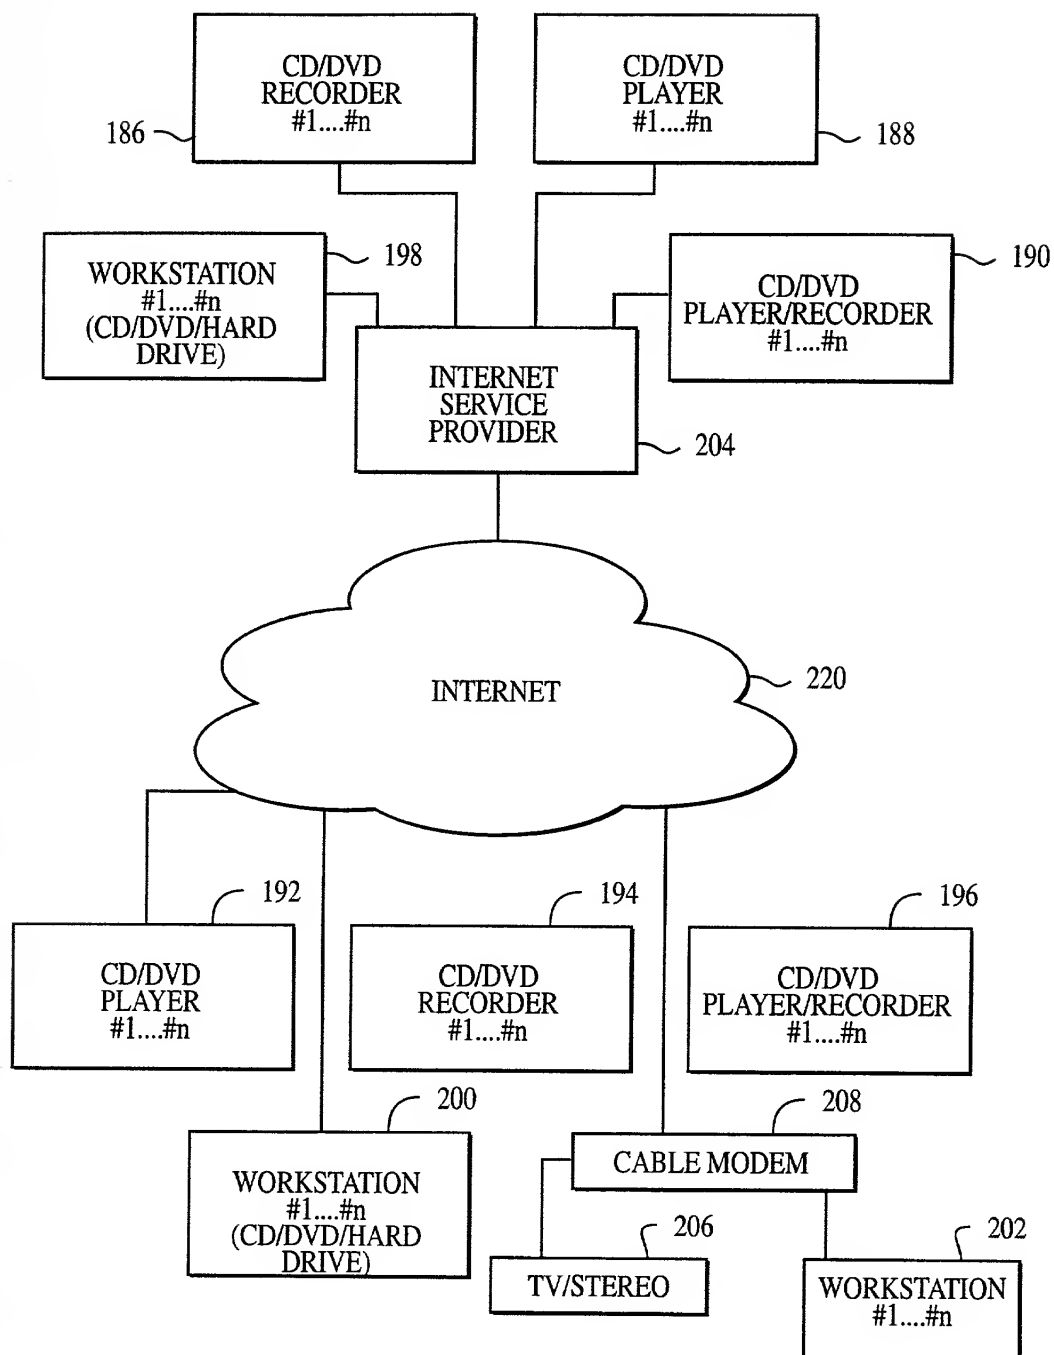 CD/DVD
RECORDER
#1....#n
186
CD/DVD
PLAYER
#1....#n
188
WORKSTATION
#1....#n
(CD/DVD/HARD
DRIVE)
198
CD/DVD
PLAYER/RECORDER
#1....#n
190
INTERNET
SERVICE
PROVIDER
204
INTERNET
220
192
CD/DVD
PLAYER
#1....#n
194
CD/DVD
RECORDER
#1....#n
196
CD/DVD
PLAYER/RECORDER
#1....#n
200
WORKSTATION
#1....#n
(CD/DVD/HARD
DRIVE)
208
CABLE MODEM
206
TV/STEREO
202
WORKSTATION
#1....#n